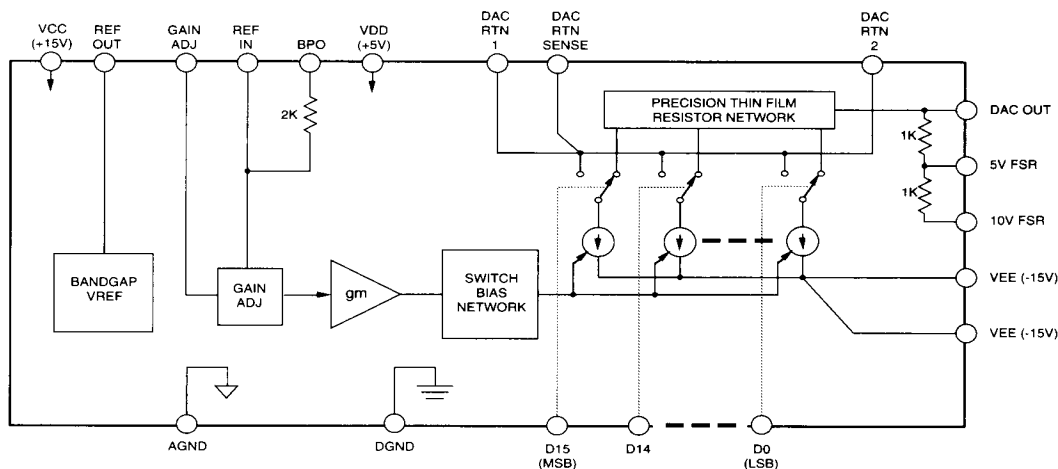 VCC
(+15V)
REF
OUT
GAIN
ADJ
REF
IN
BPO
VDD
(+5V)
DAC
RTN
1
DAC
RTN
SENSE
DAC
RTN
2
2K
PRECISION THIN FILM
RESISTOR NETWORK
DAC OUT
1K
5V FSR
1K
10V FSR
BANDGAP
VREF
GAIN
ADJ
gm
SWITCH
BIAS
NETWORK
VEE (-15V)
VEE (-15V)
AGND
DGND
D15
(MSB)
D14
D0
(LSB)